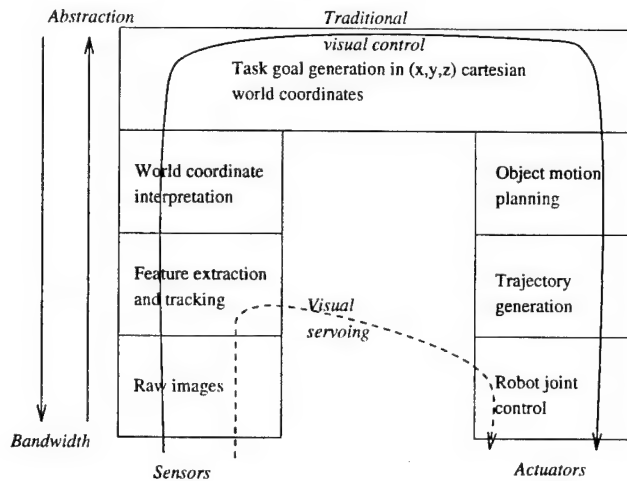 Abstraction
Traditional
visual control
Task goal generation in (x,y,z) cartesian
world coordinates
World coordinate
interpretation
Object motion
planning
Feature extraction
and tracking
Trajectory
generation
Visual
servoing
Raw images
Robot joint
control
Bandwidth
Sensors
Actuators